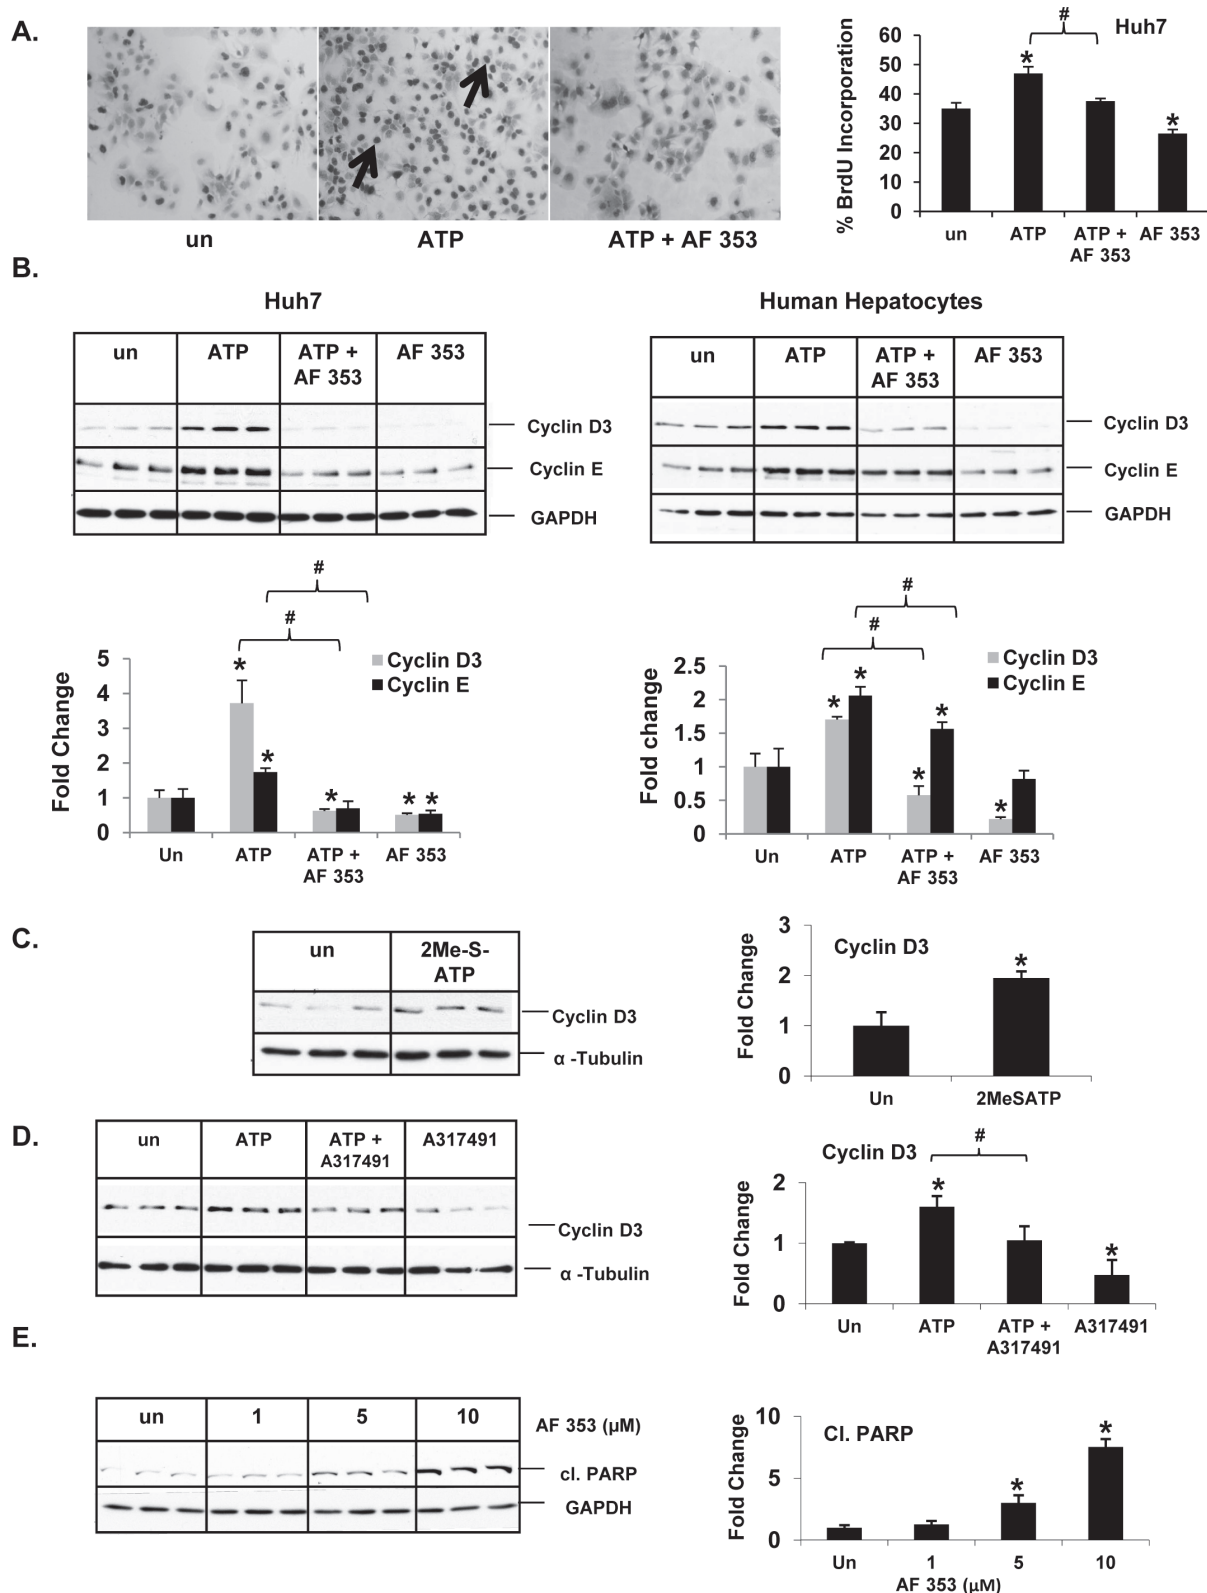 A.
un
ATP
ATP + AF 353
#
Huh7
% BrdU Incorporation
60
50
40
30
20
10
0
*
*
un
ATP
ATP +
AF 353
AF 353
B.
Huh7
un
ATP
ATP +
AF 353
AF 353
Cyclin D3
Cyclin E
GAPDH
Human Hepatocytes
un
ATP
ATP +
AF 353
AF 353
Cyclin D3
Cyclin E
GAPDH
#
#
Cyclin D3
Cyclin E
Fold Change
5
4
3
2
1
0
*
*
*
* *
Un
ATP
ATP +
AF 353
AF 353
#
#
Cyclin D3
Cyclin E
Fold change
2.5
2
1.5
1
0.5
0
*
*
*
*
*
Un
ATP
ATP +
AF 353
AF 353
C.
un
2Me-S-
ATP
Cyclin D3
α -Tubulin
Cyclin D3
Fold Change
3
2
1
0
*
Un
2MeSATP
D.
un
ATP
ATP +
A317491
A317491
Cyclin D3
α -Tubulin
Cyclin D3
#
Fold Change
2
1
0
*
*
Un
ATP
ATP +
A317491
A317491
E.
un
1
5
10
AF 353 (µM)
cl. PARP
GAPDH
Cl. PARP
Fold Change
10
5
0
*
*
Un
1
5
10
AF 353 (µM)